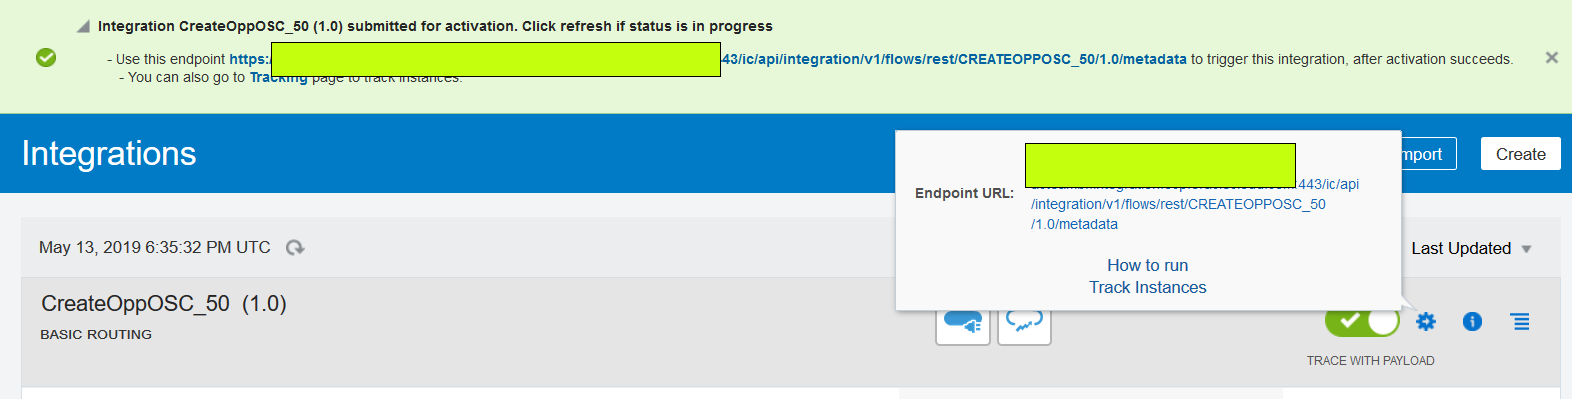 Integration CreateOppOSC_50 (1.0) submitted for activation. Click refresh if status is in progress
- Use this endpoint https:/ 43/ic/api/integration/v1/flows/rest/CREATEOPPOSC_50/1.0/metadata to trigger this integration, after activation succeeds.
- You can also go to Tracking page to track instances.
Integrations
mport
Create
Endpoint URL:
443/ic/api
/integration/v1/flows/rest/CREATEOPPOSC_50
/1.0/metadata
How to run
Track Instances
May 13, 2019 6:35:32 PM UTC
Last Updated
CreateOppOSC_50 (1.0)
BASIC ROUTING
TRACE WITH PAYLOAD